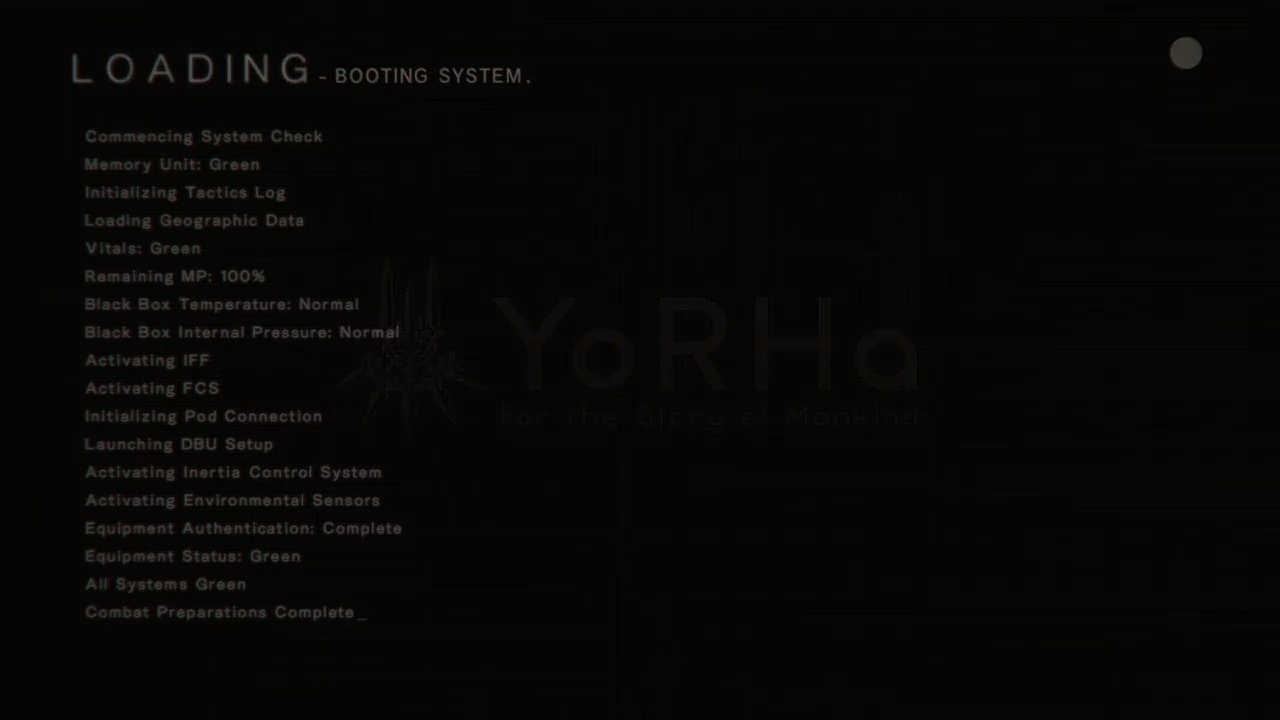 LOADING - BOOTING SYSTEM.
Commencing System Check
Memory Unit: Green
Initializing Tactics Log
Loading Geographic Data
Vitals: Green
Remaining MP: 100%
Black Box Temperature: Normal
Black Box Internal Pressure: Normal
Activating IFF
Activating FCS
Initializing Pod Connection
Launching DBU Setup
Activating Inertia Control System
Activating Environmental Sensors
Equipment Authentication: Complete
Equipment Status: Green
All Systems Green
Combat Preparations Complete _
YoRHa
For the Glory of Mankind